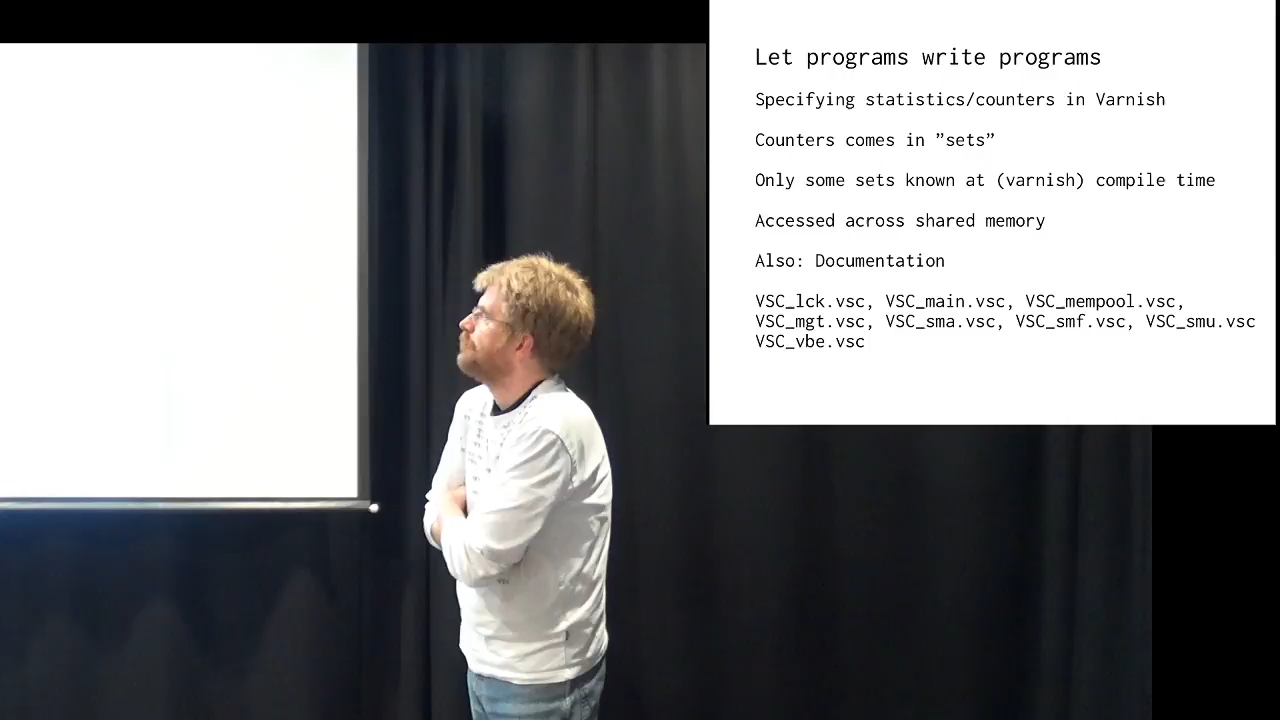 Let programs write programs
Specifying statistics/counters in Varnish
Counters comes in ”sets”
Only some sets known at (varnish) compile time
Accessed across shared memory
Also: Documentation
VSC_lck.vsc, VSC_main.vsc, VSC_mempool.vsc,
VSC_mgt.vsc, VSC_sma.vsc, VSC_smf.vsc, VSC_smu.vsc
VSC_vbe.vsc